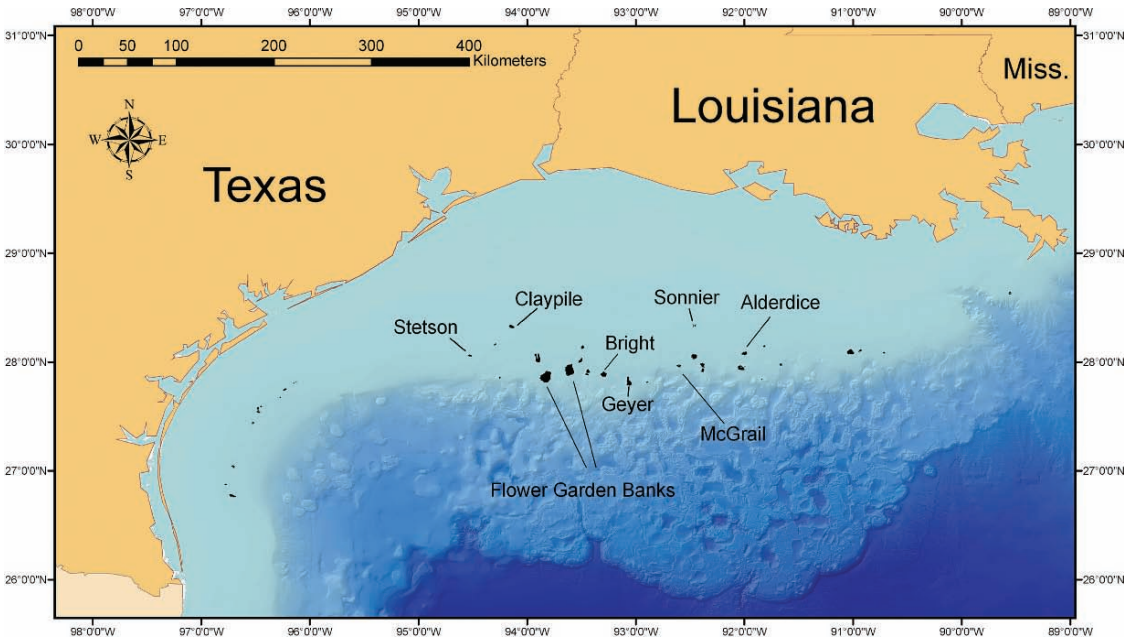 98°0'0"W 97°0'0"W 96°0'0"W 95°0'0"W 94°0'0"W 93°0'0"W 92°0'0"W 91°0'0"W 90°0'0"W 89°0'0"W
31°0'0"N 31°0'0"N
0 50 100 200 300 400
Kilometers
Miss.
Louisiana
N
W E
S
30°0'0"N 30°0'0"N
Texas
29°0'0"N 29°0'0"N
Claypile Sonnier Alderdice
Stetson
Bright
28°0'0"N 28°0'0"N
Geyer
McGrail
27°0'0"N 27°0'0"N
Flower Garden Banks
26°0'0"N 26°0'0"N
98°0'0"W 97°0'0"W 96°0'0"W 95°0'0"W 94°0'0"W 93°0'0"W 92°0'0"W 91°0'0"W 90°0'0"W 89°0'0"W